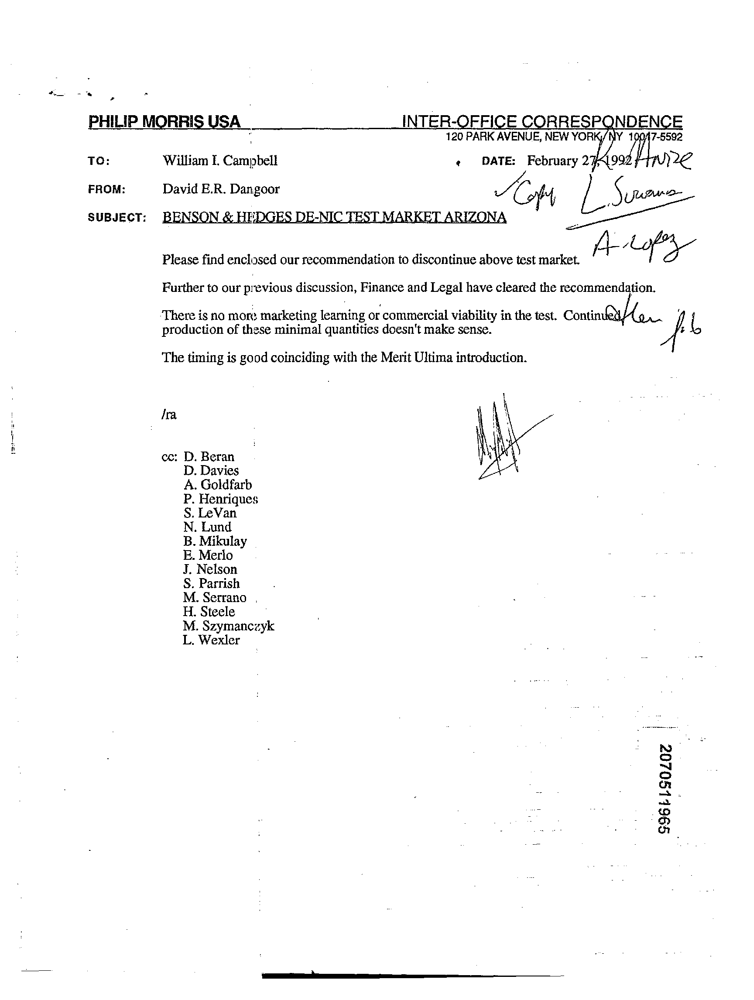 PHILIP MORRIS USA INTER-OFFICE CORRESPONDENCE
120 PARK AVENUE, NEW YORK, NY 10017-5592
TO: William I. Campbell DATE: February 27, 1992
FROM: David E.R. Dangoor
✓Copy
SUBJECT: BENSON & HEDGES DE-NIC TEST MARKET ARIZONA
A. Lopez
Please find enclosed our recommendation to discontinue above test market.
Further to our previous discussion, Finance and Legal have cleared the recommendation.
There is no more marketing learning or commercial viability in the test. Continued
production of these minimal quantities doesn't make sense.
The timing is good coinciding with the Merit Ultima introduction.
/ra
cc: D. Beran
D. Davies
A. Goldfarb
P. Henriques
S. LeVan
N. Lund
B. Mikulay
E. Merlo
J. Nelson
S. Parrish
M. Serrano
H. Steele
M. Szymanczyk
L. Wexler
2070511965